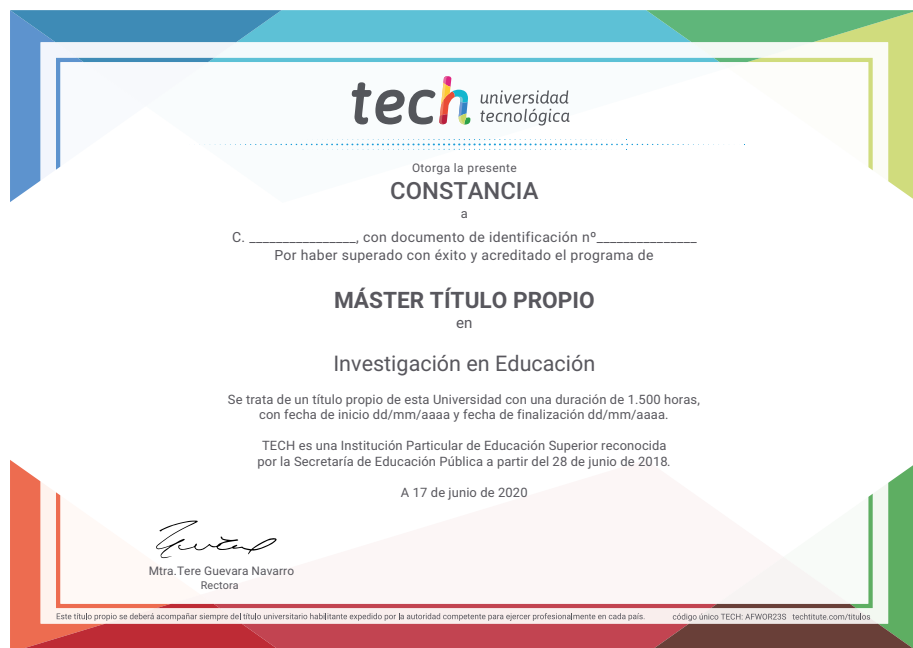 tech universidad
tecnológica
Otorga la presente
CONSTANCIA
a
C. ________________, con documento de identificación nº_______________
Por haber superado con éxito y acreditado el programa de
MÁSTER TÍTULO PROPIO
en
Investigación en Educación
Se trata de un título propio de esta Universidad con una duración de 1.500 horas,
con fecha de inicio dd/mm/aaaa y fecha de finalización dd/mm/aaaa.
TECH es una Institución Particular de Educación Superior reconocida
por la Secretaría de Educación Pública a partir del 28 de junio de 2018.
A 17 de junio de 2020
Mtra.Tere Guevara Navarro
Rectora
Este título propio se deberá acompañar siempre del título universitario habilitante expedido por la autoridad competente para ejercer profesionalmente en cada país. código único TECH: AFWOR23S techtitute.com/titulos